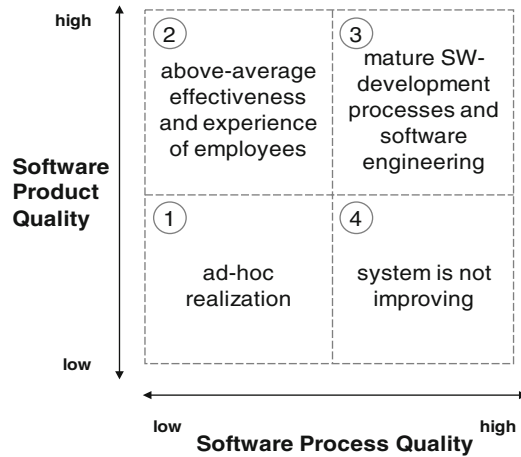 high
2
above-average
effectiveness
and experience
of employees
3
mature SW-
development
processes and
software
engineering
Software
Product
Quality
1
ad-hoc
realization
4
system is not
improving
low
low
high
Software Process Quality